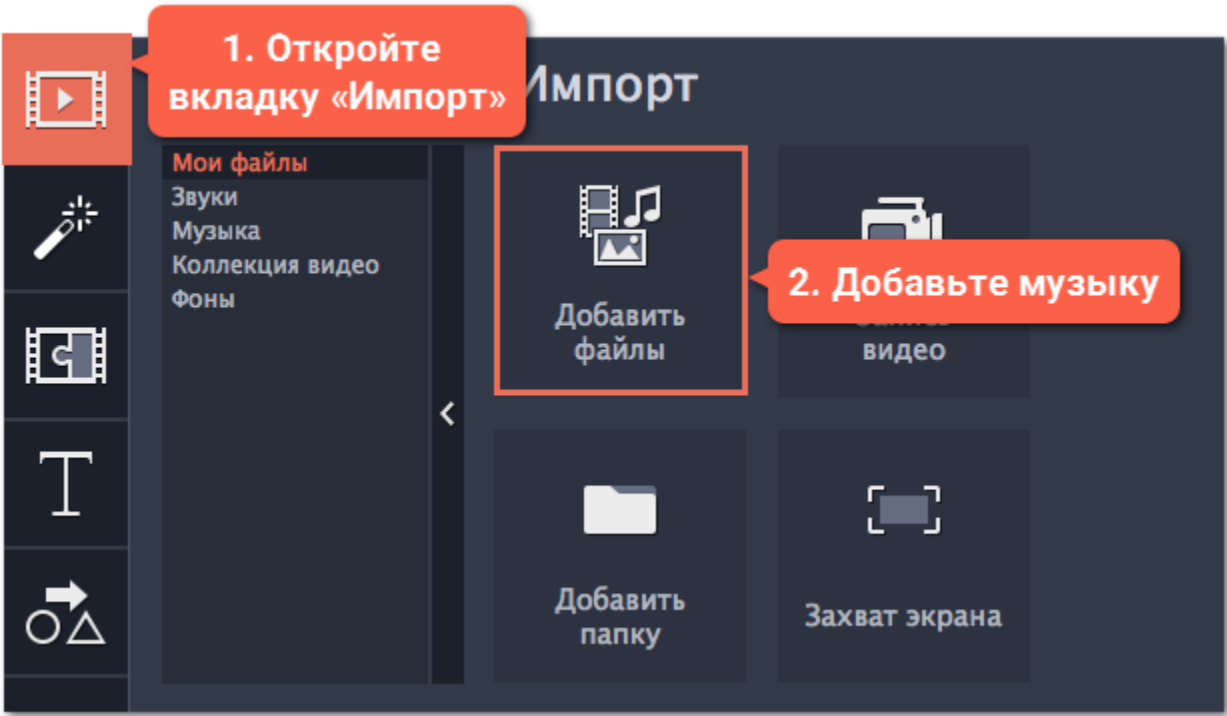 1. Откройте
вкладку «Импорт»
Импорт
Мои файлы
Звуки
Музыка
Коллекция видео
Фоны
Добавить
файлы
2. Добавьте музыку
видео
Добавить
папку
Захват экрана